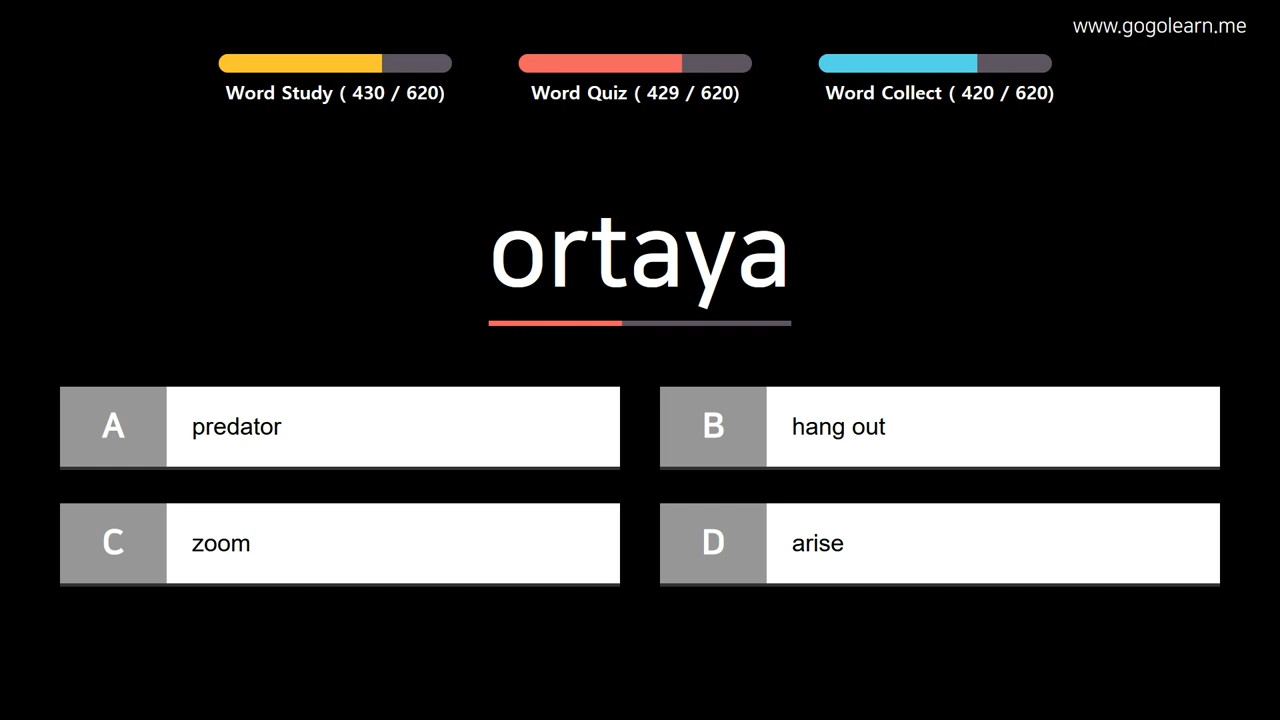 www.gogolearn.me
Word Study ( 430 / 620)
Word Quiz ( 429 / 620)
Word Collect ( 420 / 620)
ortaya
A predator
B hang out
C zoom
D arise